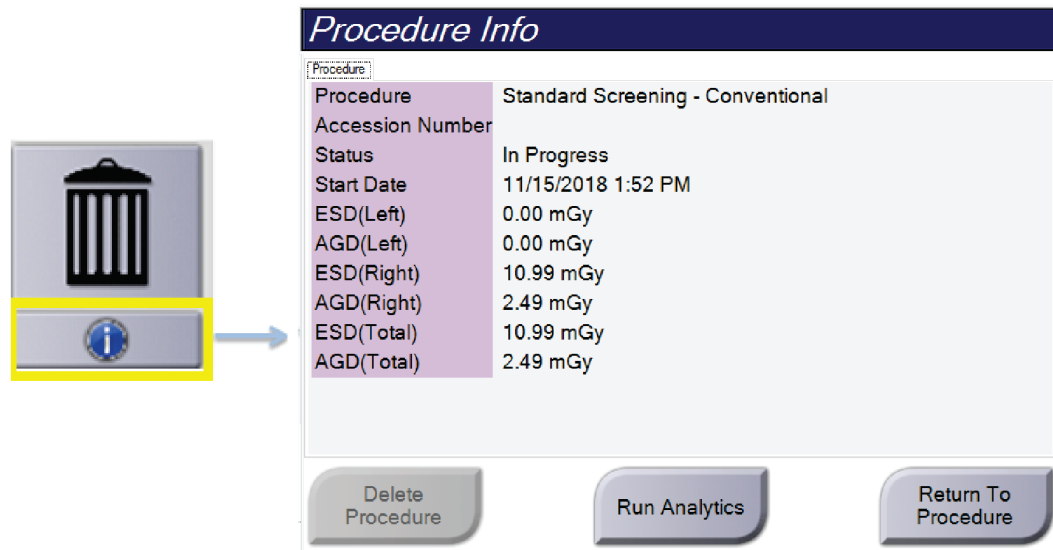 Procedure Info
Procedure
Procedure Standard Screening - Conventional
Accession Number
Status In Progress
Start Date 11/15/2018 1:52 PM
ESD(Left) 0.00 mGy
AGD(Left) 0.00 mGy
ESD(Right) 10.99 mGy
AGD(Right) 2.49 mGy
ESD(Total) 10.99 mGy
AGD(Total) 2.49 mGy
Delete
Procedure
Run Analytics
Return To
Procedure